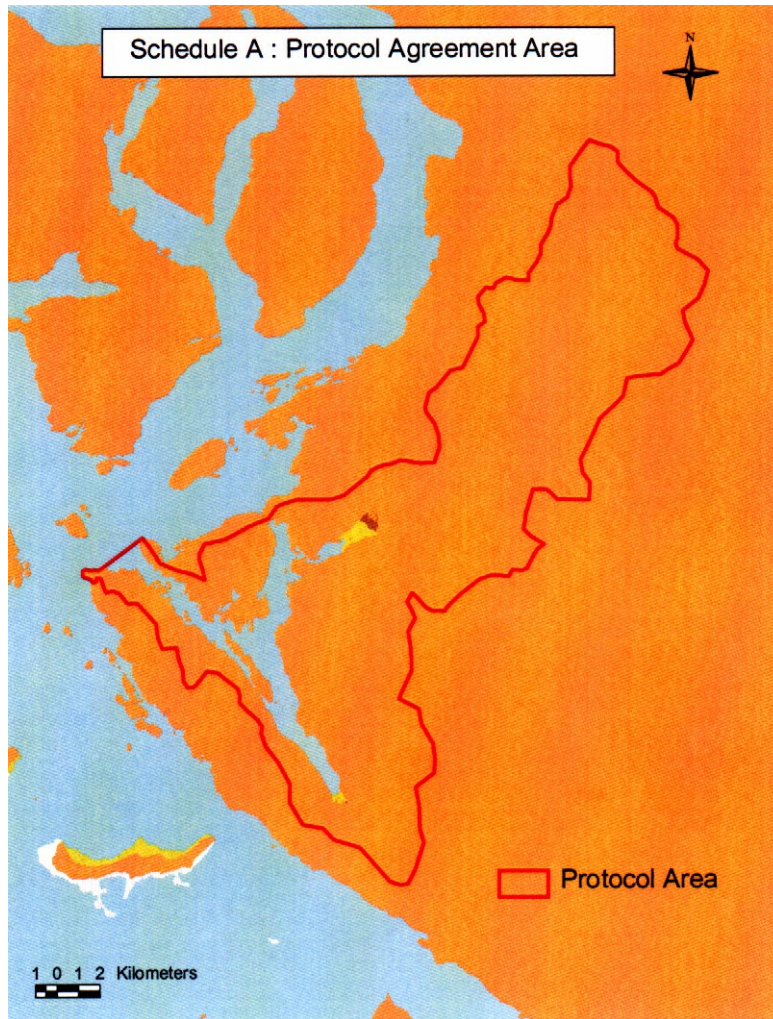 Schedule A : Protocol Agreement Area
N
Protocol Area
1 0 1 2 Kilometers